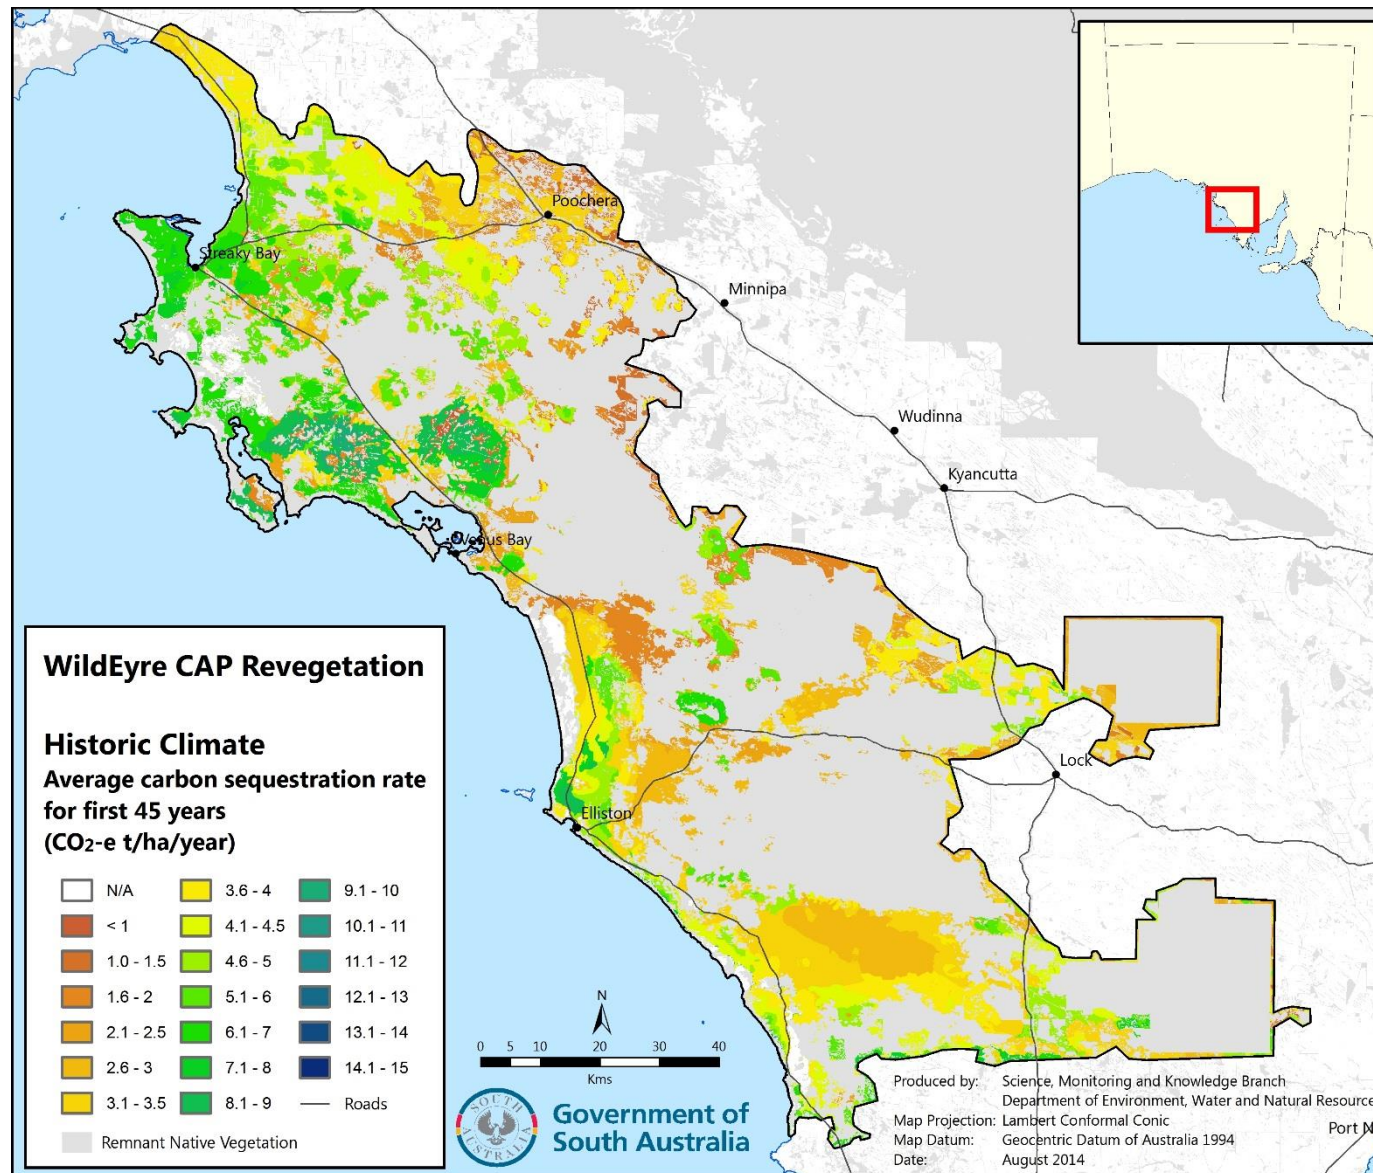 Poochera
Streaky Bay
Minnipa
Wudinna
Kyancutta
Venus Bay
Lock
Elliston
WildEyre CAP Revegetation
Historic Climate
Average carbon sequestration rate
for first 45 years
(CO2-e t/ha/year)
N/A
< 1
1.0 - 1.5
1.6 - 2
2.1 - 2.5
2.6 - 3
3.1 - 3.5
3.6 - 4
4.1 - 4.5
4.6 - 5
5.1 - 6
6.1 - 7
7.1 - 8
8.1 - 9
9.1 - 10
10.1 - 11
11.1 - 12
12.1 - 13
13.1 - 14
14.1 - 15
Roads
Remnant Native Vegetation
N
0 5 10 20 30 40
Kms
SOUTH AUSTRALIA
Government of
South Australia
Produced by: Science, Monitoring and Knowledge Branch
Department of Environment, Water and Natural Resource
Map Projection: Lambert Conformal Conic
Map Datum: Geocentric Datum of Australia 1994
Date: August 2014
Port N